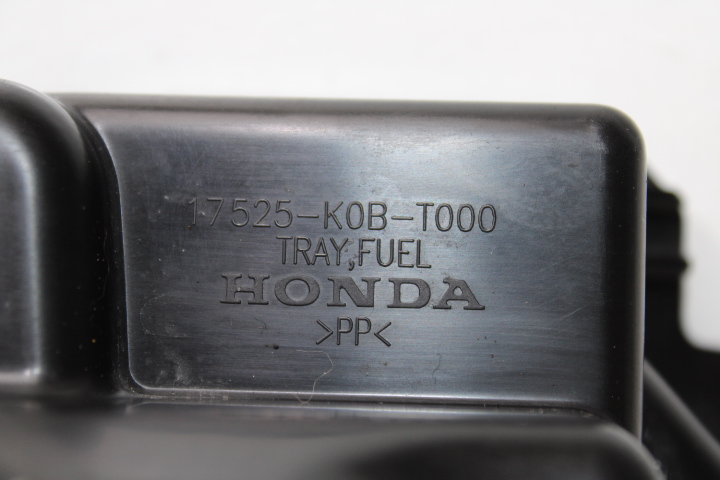 17525-K0B-T000
TRAY,FUEL
HONDA
>PP<